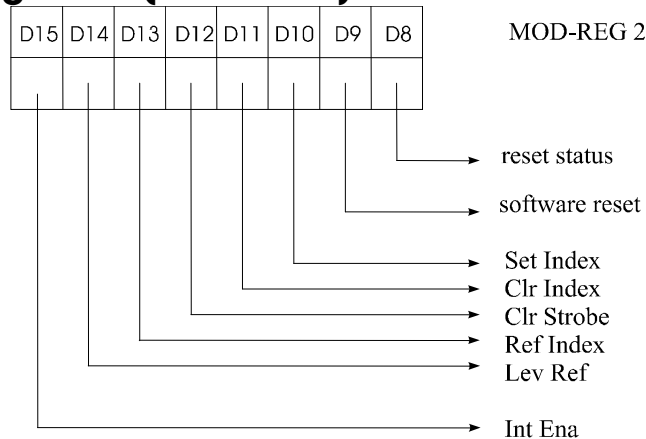 D15 D14 D13 D12 D11 D10 D9 D8 MOD-REG 2
reset status
software reset
Set Index
Clr Index
Clr Strobe
Ref Index
Lev Ref
Int Ena